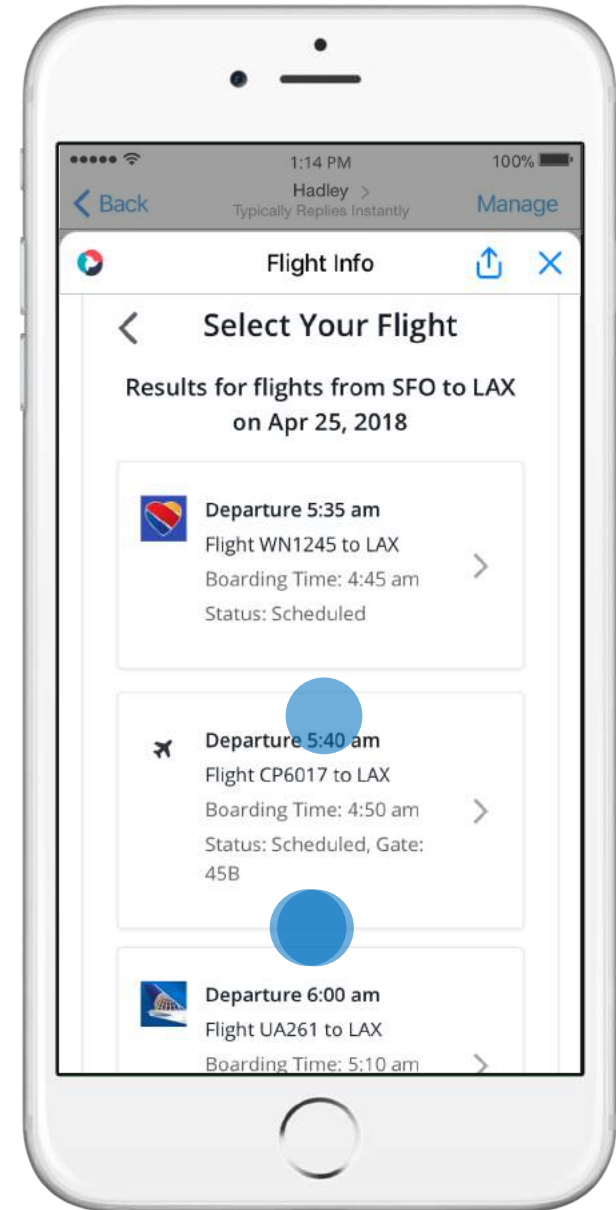 1:14 PM
100%
Back
Hadley >
Typically Replies Instantly
Manage
Flight Info
Select Your Flight
Results for flights from SFO to LAX
on Apr 25, 2018
Departure 5:35 am
Flight WN1245 to LAX
Boarding Time: 4:45 am
Status: Scheduled
Departure 5:40 am
Flight CP6017 to LAX
Boarding Time: 4:50 am
Status: Scheduled, Gate:
45B
Departure 6:00 am
Flight UA261 to LAX
Boarding Time: 5:10 am